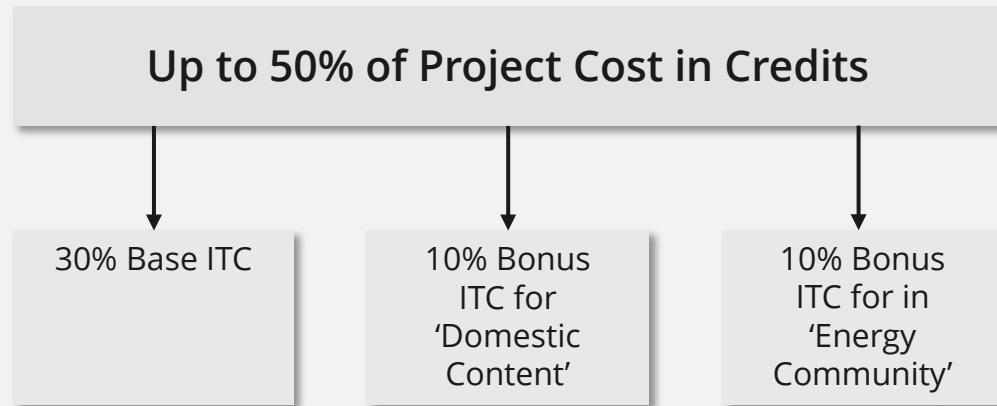 Up to 50% of Project Cost in Credits
30% Base ITC
10% Bonus
ITC for
‘Domestic
Content’
10% Bonus
ITC for in
‘Energy
Community’